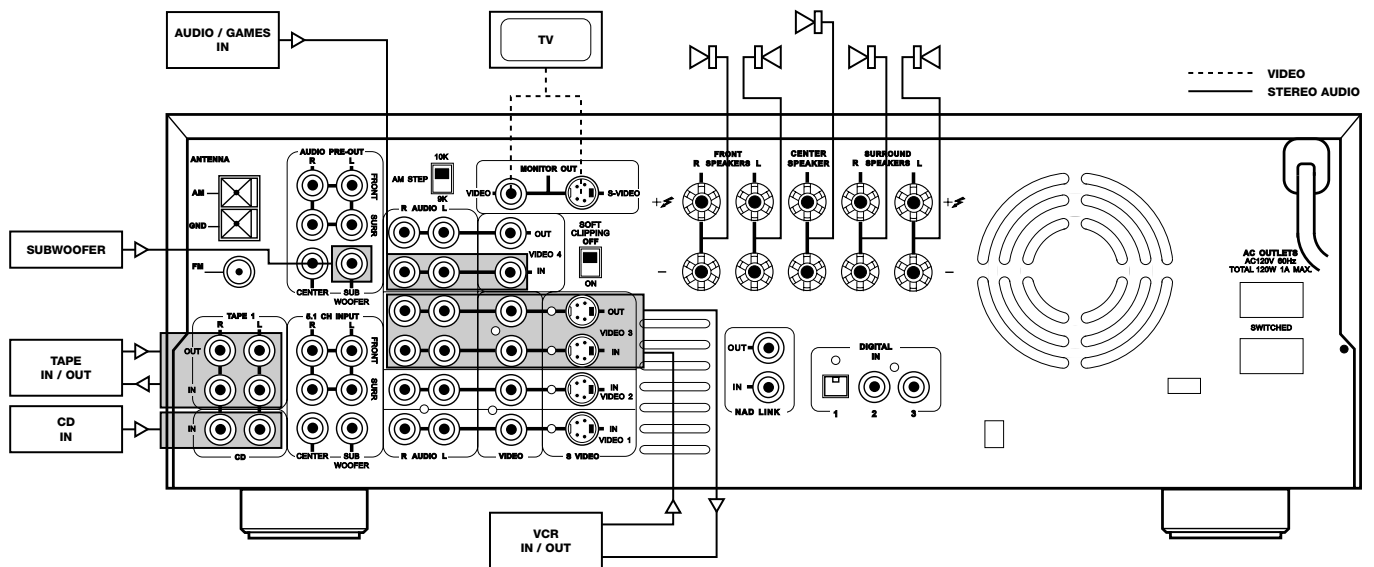 AUDIO / GAMES
IN
TV
VIDEO
STEREO AUDIO
ANTENNA
AM
GND
FM
AUDIO PRE-OUT
R L
FRONT
SURR
CENTER
SUB
WOOFER
AM STEP
10K
9K
MONITOR OUT
VIDEO
S-VIDEO
R AUDIO L
OUT
VIDEO 4
IN
SOFT
CLIPPING
OFF
ON
FRONT
R SPEAKERS L
CENTER
SPEAKER
SURROUND
R SPEAKERS L
+
+
–
–
AC OUTLETS
AC120V 60Hz
TOTAL 120W 1A MAX.
SWITCHED
SUBWOOFER
TAPE
IN / OUT
CD
IN
TAPE 1
R L
OUT
IN
IN
CD
5.1 CH INPUT
R L
FRONT
SURR
CENTER
SUB
WOOFER
OUT
VIDEO 3
IN
IN
VIDEO 2
IN
VIDEO 1
R AUDIO L
VIDEO
S VIDEO
OUT
IN
NAD LINK
DIGITAL
IN
1
2
3
VCR
IN / OUT